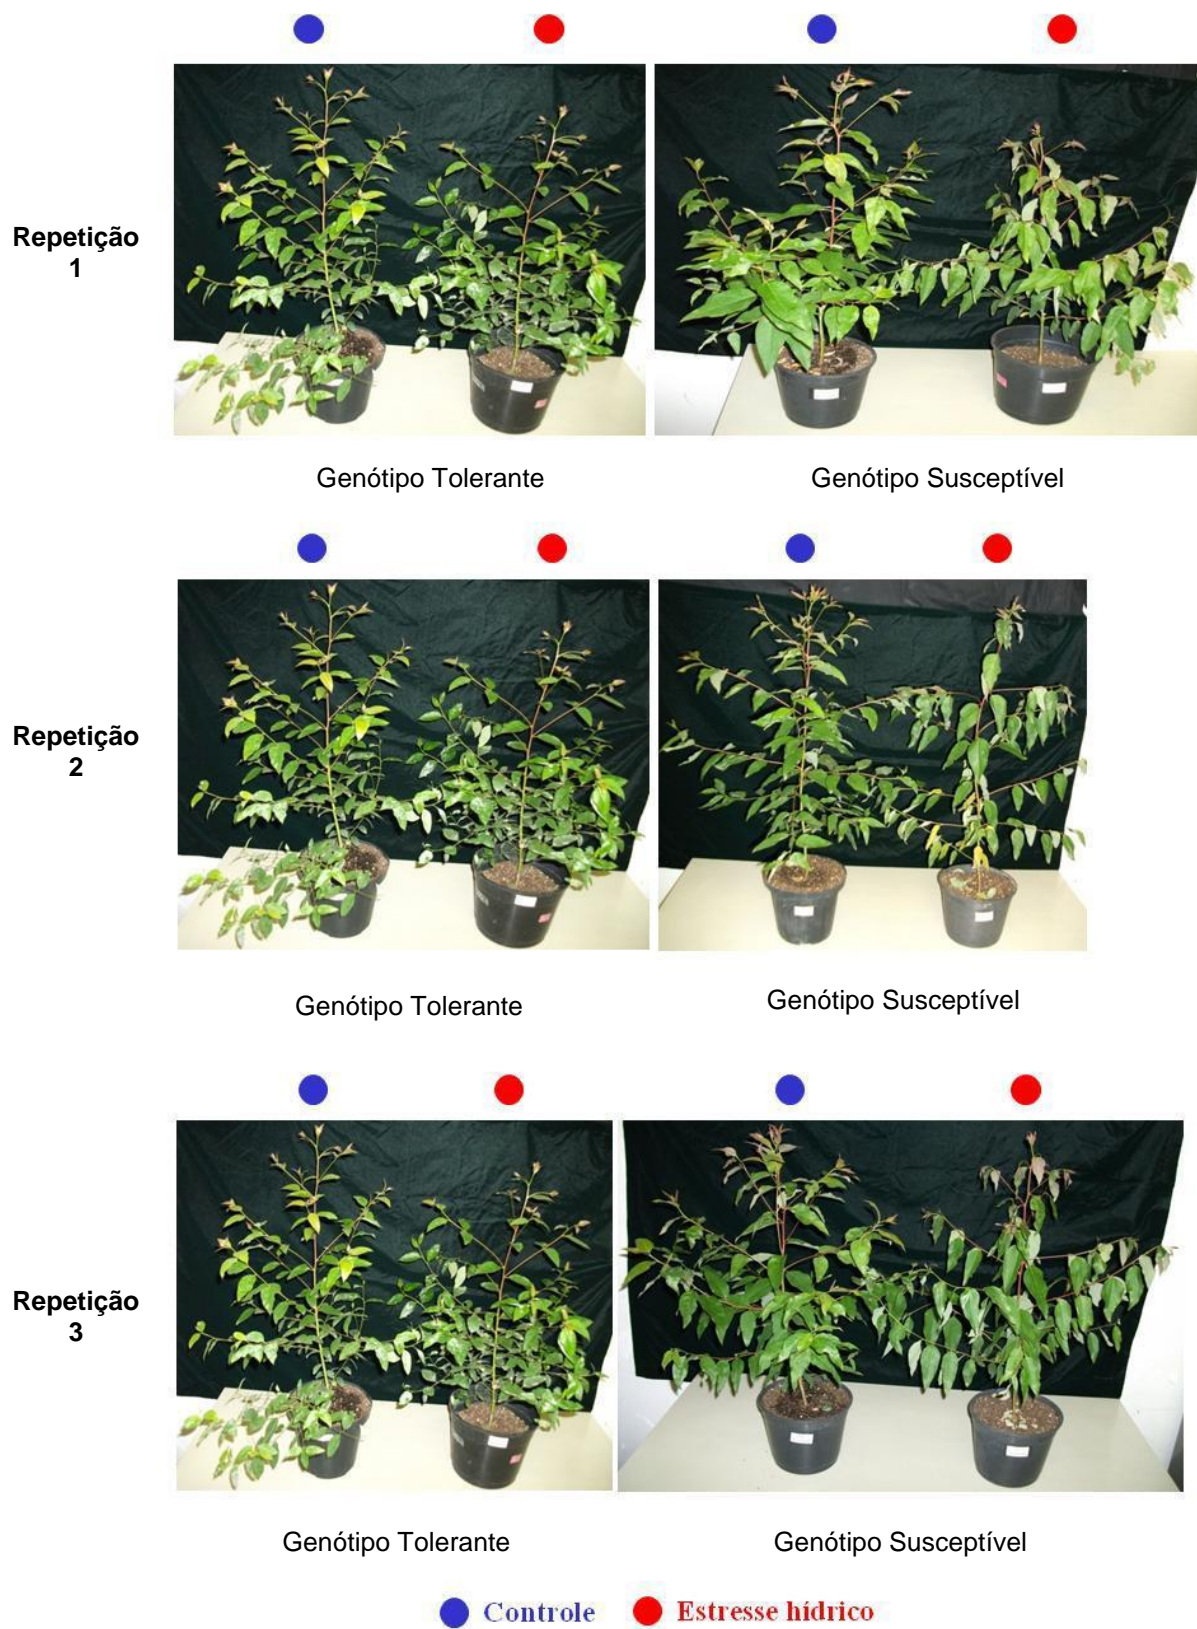 Repetição
1
Genótipo Tolerante
Genótipo Susceptível
Repetição
2
Genótipo Tolerante
Genótipo Susceptível
Repetição
3
Genótipo Tolerante
Genótipo Susceptível
Controle
Estresse hídrico